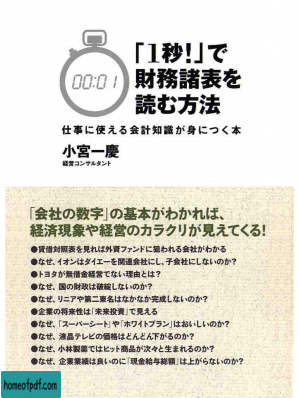 00:01
「1秒!」で
財務諸表を
読む方法
仕事に使える会計知識が身につく本
小宮一慶
経営コンサルタント
「会社の数字」の基本がわかれば、
経済現象や経営のカラクリが見えてくる!
●貸借対照表を見れば外資ファンドに狙われる会社がわかる
●なぜ、イオンはダイエーを関連会社にし、子会社にしないのか?
●トヨタが無借金経営でない理由とは?
●なぜ、国の財政は破綻しないのか?
●なぜ、リニアや第二東名はなかなか完成しないのか?
●企業の将来性は「未来投資」で見える
●なぜ、「スーパーシート」や「ホワイトプラン」はおいしいのか?
●なぜ、液晶テレビの価格はどんどん下がるのか?
●なぜ、小林製薬ではヒット商品が次々と生まれるのか?
●なぜ、企業業績は良いのに「現金給与総額」は上がらないのか?
homeofpdf.com